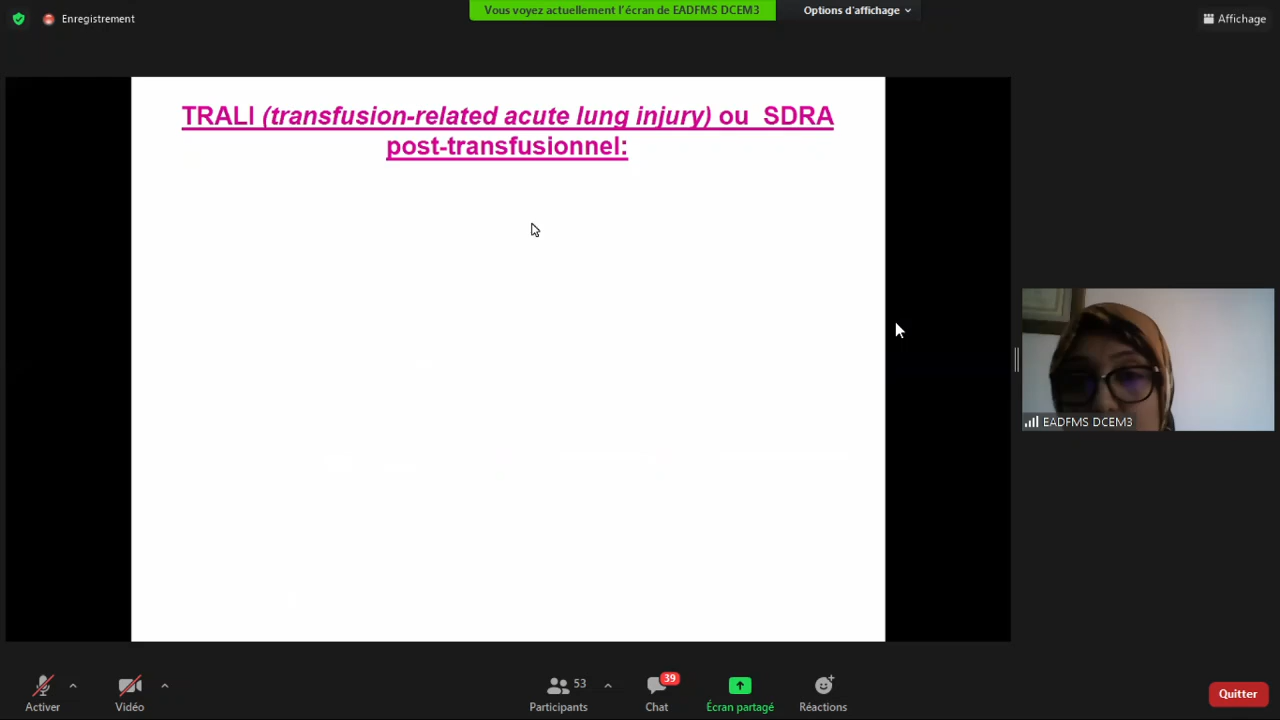 Vous voyez actuellement l'écran de EADFMS DCEM3
Options d'affichage
Enregistrement
Affichage
TRALI (transfusion-related acute lung injury) ou SDRA
post-transfusionnel:
EADFMS DCEM3
53
39
Activer
Vidéo
Participants
Chat
Écran partagé
Réactions
Quitter